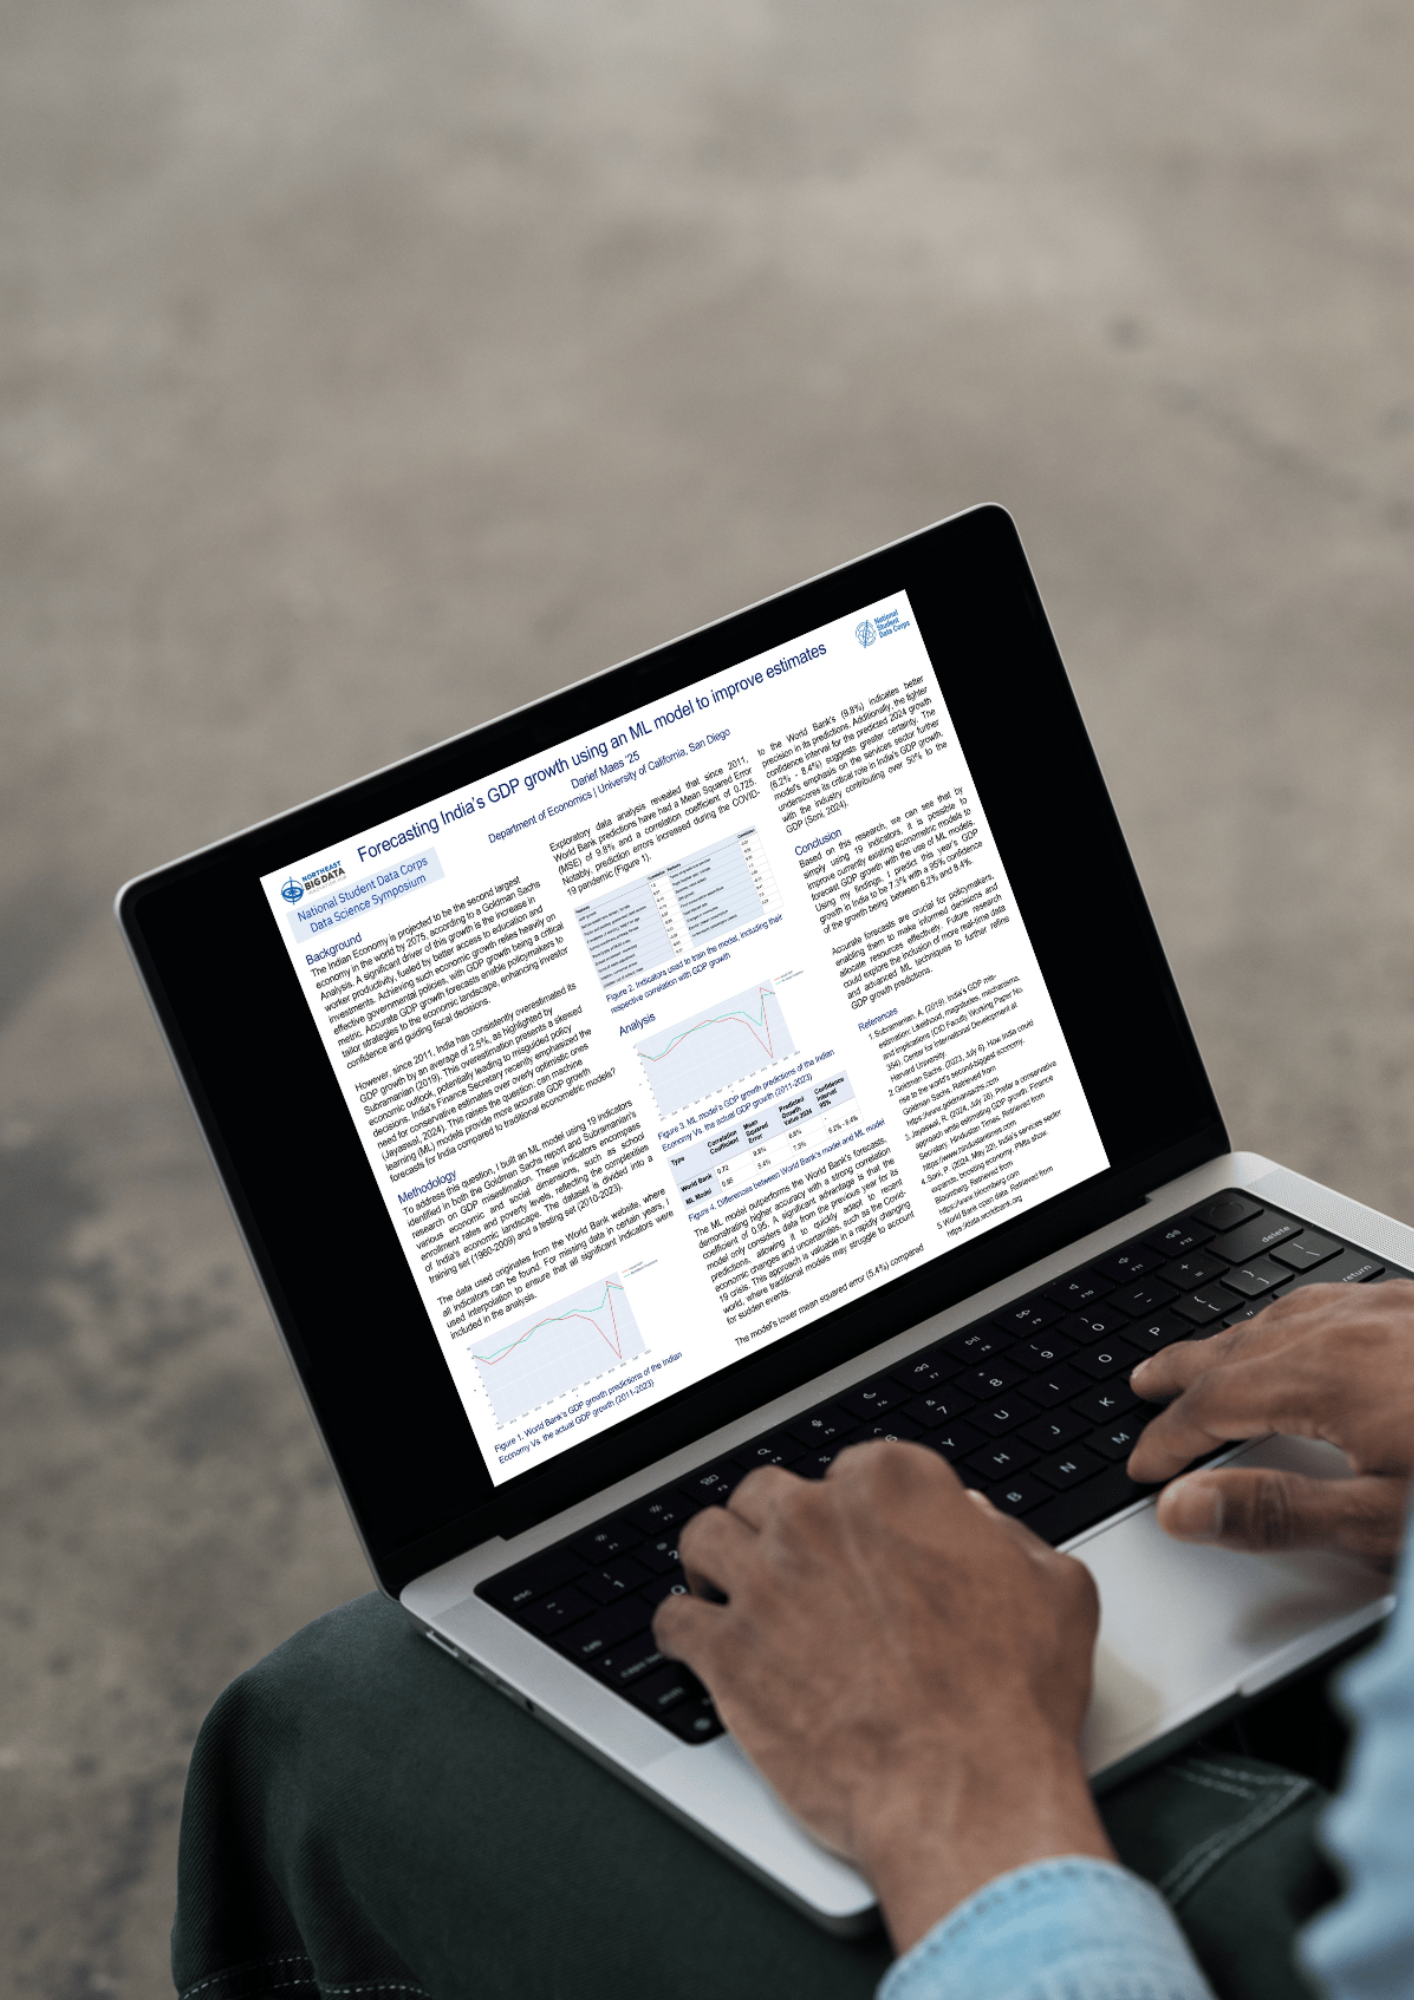 Forecasting India's GDP growth using an ML model to improve estimates
Darief Maes '25
Department of Economics | University of California, San Diego
NORTHEAST
BIG DATA
National
Student
Data Corps
National Student Data Corps
Data Science Symposium
Background
The Indian Economy is projected to be the second largest
economy in the world by 2075, according to a Goldman Sachs
Analysis. A significant driver of this growth is the increase in
worker productivity, fueled by better access to education and
investments. Achieving such economic growth relies heavily on
effective governmental policies, with GDP growth being a critical
metric. Accurate GDP growth forecasts enable policymakers to
tailor strategies to the economic landscape, enhancing investor
confidence and guiding fiscal decisions.
However, since 2011, India has consistently overestimated its
GDP growth by an average of 2.5%, as highlighted by
Subramanian (2019). This overestimation presents a skewed
economic outlook, potentially leading to misguided policy
decisions. India's Finance Secretary recently emphasized the
need for conservative estimates over overly optimistic ones
(Jayaswal, 2024). This raises the question: can machine
learning (ML) models provide more accurate GDP growth
forecasts for India compared to traditional econometric models?
Methodology
To address this question, I built an ML model using 19 indicators
identified in both the Goldman Sachs report and Subramanian's
research on GDP misestimation. These indicators encompass
various economic and social dimensions, such as school
enrollment rates and poverty levels, reflecting the complexities
of India's economic landscape. The dataset is divided into a
training set (1960-2009) and a testing set (2010-2023).
The data used originates from the World Bank website, where
all indicators can be found. For missing data in certain years, I
used interpolation to ensure that all significant indicators were
included in the analysis.
Figure 1. World Bank's GDP growth predictions of the Indian
Economy Vs. the actual GDP growth (2011-2023)
Exploratory data analysis revealed that since 2011,
World Bank predictions have had a Mean Squared Error
(MSE) of 9.8% and a correlation coefficient of 0.725.
Notably, prediction errors increased during the COVID-
19 pandemic (Figure 1).
Figure 2. Indicators used to train the model, including their
respective correlation with GDP growth
Analysis
Figure 3. ML model's GDP growth predictions of the Indian
Economy Vs. the actual GDP growth (2011-2023)
Type Correlation Coefficient Mean Squared Error Predicted Growth Value 2024 Confidence Interval 95%
World Bank 0.72 9.8% 6.6% -
ML Model 0.95 5.4% 7.3% 6.2% - 8.4%
Figure 4. Differences between World Bank's model and ML model
The ML model outperforms the World Bank's forecasts,
demonstrating higher accuracy with a strong correlation
coefficient of 0.95. A significant advantage is that the
model only considers data from the previous year for its
predictions, allowing it to quickly adapt to recent
economic changes and uncertainties, such as the Covid-
19 crisis. This approach is valuable in a rapidly changing
world, where traditional models may struggle to account
for sudden events.
The model's lower mean squared error (5.4%) compared
to the World Bank's (9.8%) indicates better
precision in its predictions. Additionally, the tighter
confidence interval for the predicted 2024 growth
(6.2% - 8.4%) suggests greater certainty. The
model's emphasis on the services sector further
underscores its critical role in India's GDP growth,
with the industry contributing over 50% to the
GDP (Soni, 2024).
Conclusion
Based on this research, we can see that by
simply using 19 indicators, it is possible to
improve currently existing econometric models to
forecast GDP growth with the use of ML models.
Using my findings, I predict this year's GDP
growth in India to be 7.3% with a 95% confidence
of the growth being between 6.2% and 8.4%.
Accurate forecasts are crucial for policymakers,
enabling them to make informed decisions and
allocate resources effectively. Future research
could explore the inclusion of more real-time data
and advanced ML techniques to further refine
GDP growth predictions.
References
1. Subramanian, A. (2019). India's GDP mis-
estimation: Likelihood, magnitudes, mechanisms,
and implications (CID Faculty Working Paper No.
354). Center for International Development at
Harvard University.
2. Goldman Sachs. (2023, July 6). How India could
rise to the world's second-biggest economy.
Goldman Sachs. Retrieved from
https://www.goldmansachs.com
3. Jayaswal, R. (2024, July 26). Prefer a conservative
approach while estimating GDP growth: Finance
Secretary. Hindustan Times. Retrieved from
https://www.hindustantimes.com
4. Soni, P. (2024, May 22). India's services sector
expands, boosting economy, PMIs show.
Bloomberg. Retrieved from
https://www.bloomberg.com
5. World Bank open data. Retrieved from
https://data.worldbank.org
esc
tab
delete
return